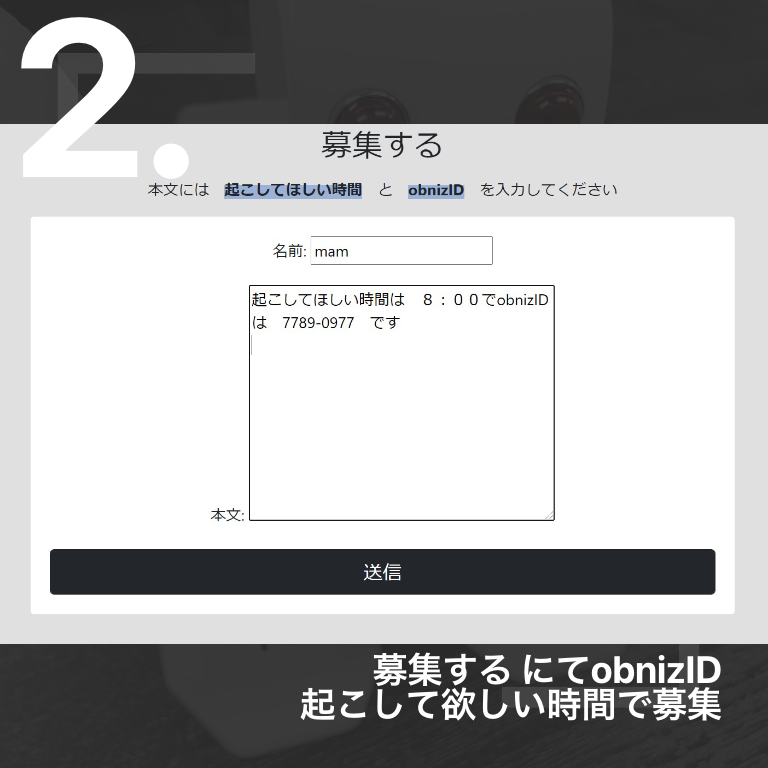 2.
募集する
本文には　起こしてほしい時間　と　obnizID　を入力してください
名前: mam
起こしてほしい時間は　８：００でobnizID
は　7789-0977　です
本文:
送信
募集する にてobnizID
起こして欲しい時間で募集